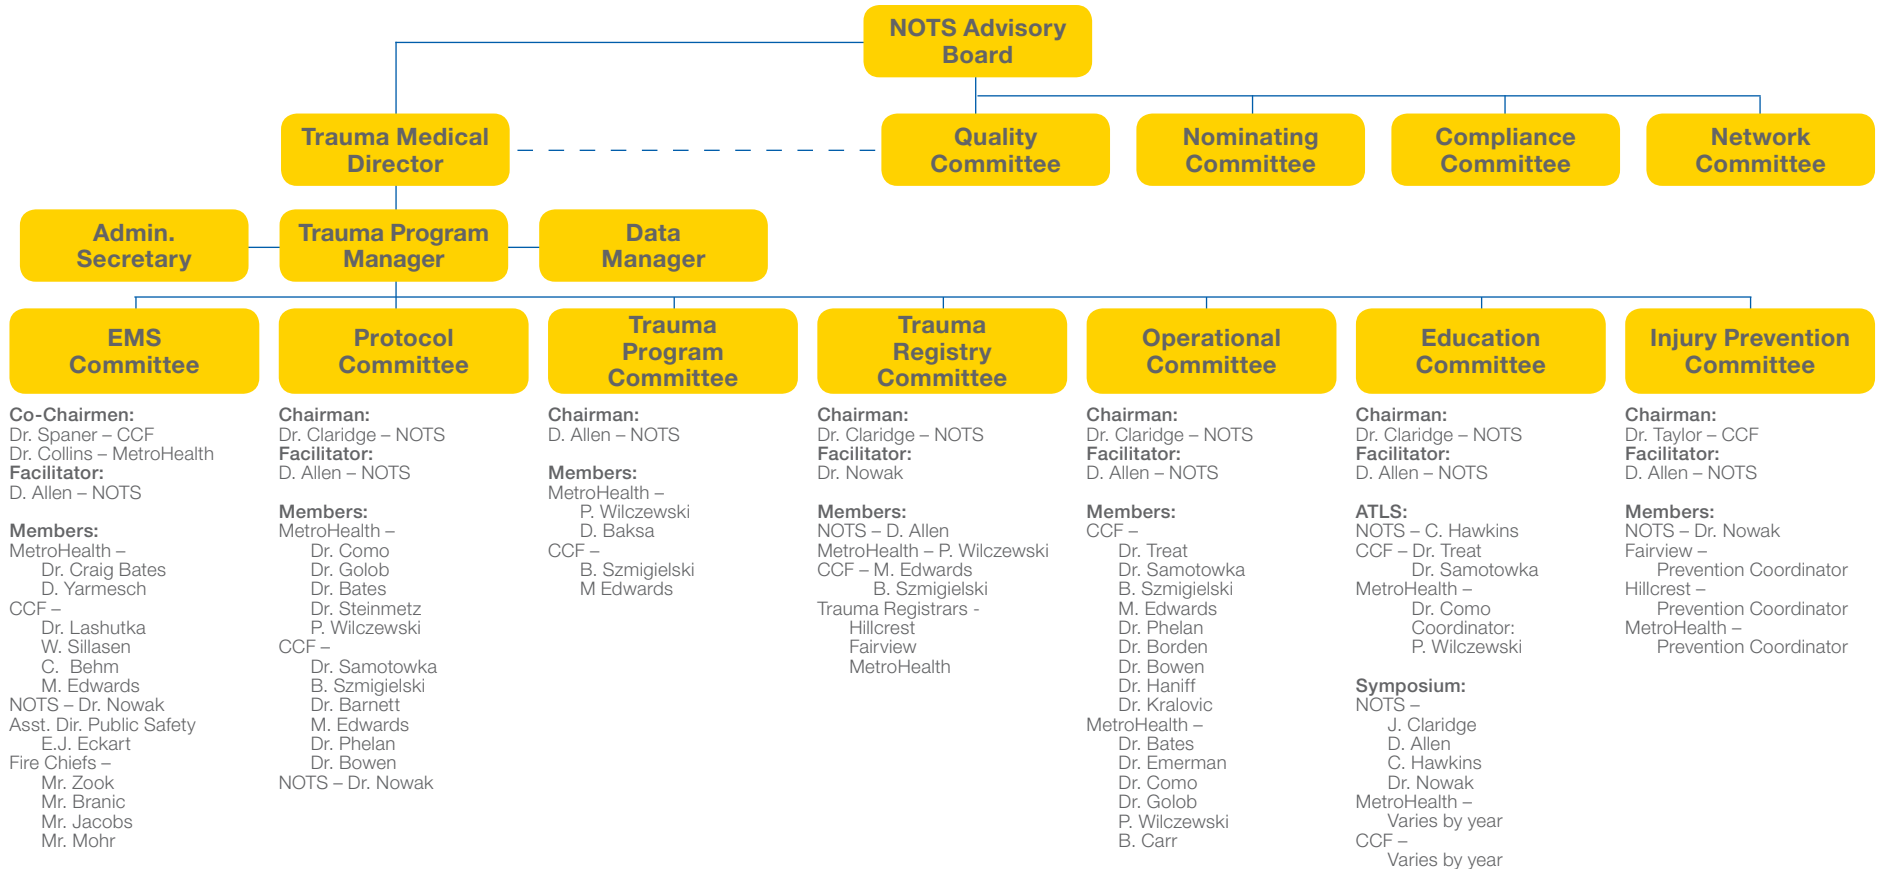 NOTS Advisory
Board
Trauma Medical
Director
Quality
Committee
Nominating
Committee
Compliance
Committee
Network
Committee
Admin.
Secretary
Trauma Program
Manager
Data
Manager
EMS
Committee
Co-Chairmen:
Dr. Spaner – CCF
Dr. Collins – MetroHealth
Facilitator:
D. Allen – NOTS
Members:
MetroHealth –
Dr. Craig Bates
D. Yarmesch
CCF –
Dr. Lashutka
W. Sillasen
C. Behm
M. Edwards
NOTS – Dr. Nowak
Asst. Dir. Public Safety
E.J. Eckart
Fire Chiefs –
Mr. Zook
Mr. Branic
Mr. Jacobs
Mr. Mohr
Protocol
Committee
Chairman:
Dr. Claridge – NOTS
Facilitator:
D. Allen – NOTS
Members:
MetroHealth –
Dr. Como
Dr. Golob
Dr. Bates
Dr. Steinmetz
P. Wilczewski
CCF –
Dr. Samotowka
B. Szmigielski
Dr. Barnett
M. Edwards
Dr. Phelan
Dr. Bowen
NOTS – Dr. Nowak
Trauma
Program
Committee
Chairman:
D. Allen – NOTS
Members:
MetroHealth –
P. Wilczewski
D. Baksa
CCF –
B. Szmigielski
M Edwards
Trauma
Registry
Committee
Chairman:
Dr. Claridge – NOTS
Facilitator:
Dr. Nowak
Members:
NOTS – D. Allen
MetroHealth – P. Wilczewski
CCF – M. Edwards
B. Szmigielski
Trauma Registrars -
Hillcrest
Fairview
MetroHealth
Operational
Committee
Chairman:
Dr. Claridge – NOTS
Facilitator:
D. Allen – NOTS
Members:
CCF –
Dr. Treat
Dr. Samotowka
B. Szmigielski
M. Edwards
Dr. Phelan
Dr. Borden
Dr. Bowen
Dr. Haniff
Dr. Kralovic
MetroHealth –
Dr. Bates
Dr. Emerman
Dr. Como
Dr. Golob
P. Wilczewski
B. Carr
Education
Committee
Chairman:
Dr. Claridge – NOTS
Facilitator:
D. Allen – NOTS
ATLS:
NOTS – C. Hawkins
CCF – Dr. Treat
Dr. Samotowka
MetroHealth –
Dr. Como
Coordinator:
P. Wilczewski
Symposium:
NOTS –
J. Claridge
D. Allen
C. Hawkins
Dr. Nowak
MetroHealth –
Varies by year
CCF –
Varies by year
Injury Prevention
Committee
Chairman:
Dr. Taylor – CCF
Facilitator:
D. Allen – NOTS
Members:
NOTS – Dr. Nowak
Fairview –
Prevention Coordinator
Hillcrest –
Prevention Coordinator
MetroHealth –
Prevention Coordinator